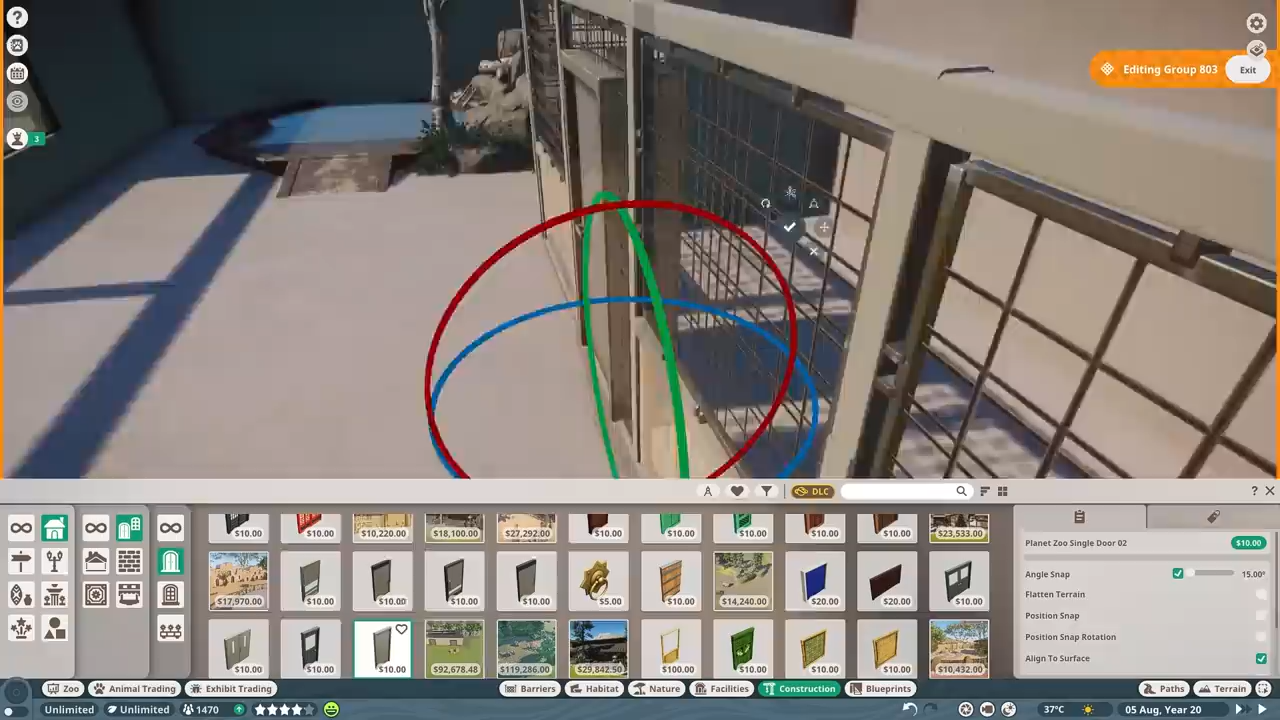 ?
Editing Group 803
Exit
3
DLC
? ×
$10.00 $10.00 $10,220.00 $18,100.00 $27,292.00 $10.00 $10.00 $10.00 $10.00 $10.00 $23,533.00
Planet Zoo Single Door 02 $10.00
Angle Snap 15.00°
Flatten Terrain
$17,970.00 $10.00 $10.00 $10.00 $10.00 $5.00 $10.00 $14,240.00 $20.00 $20.00 $10.00
Position Snap
Position Snap Rotation
Align To Surface
$10.00 $10.00 $10.00 $92,678.48 $119,286.00 $29,842.50 $100.00 $10.00 $10.00 $10.00 $10,432.00
Zoo Animal Trading Exhibit Trading Barriers Habitat Nature Facilities Construction Blueprints Paths Terrain
Unlimited Unlimited 1470 37°C 05 Aug, Year 20